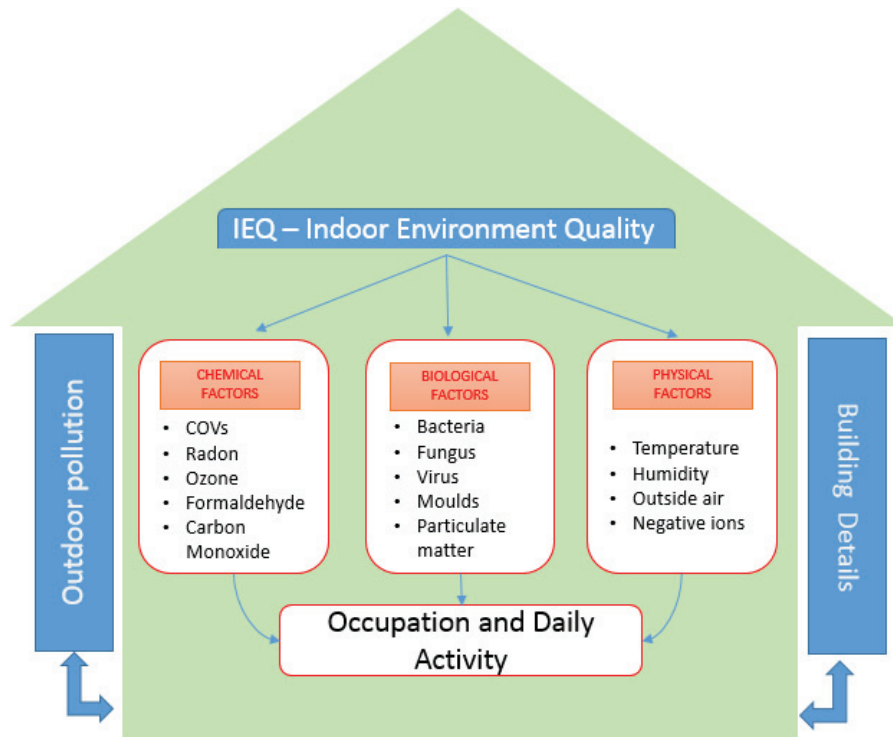 IEQ – Indoor Environment Quality
Outdoor pollution
CHEMICAL
FACTORS
• COVs
• Radon
• Ozone
• Formaldehyde
• Carbon
Monoxide
BIOLOGICAL
FACTORS
• Bacteria
• Fungus
• Virus
• Moulds
• Particulate
matter
PHYSICAL
FACTORS
• Temperature
• Humidity
• Outside air
• Negative ions
Building Details
Occupation and Daily
Activity